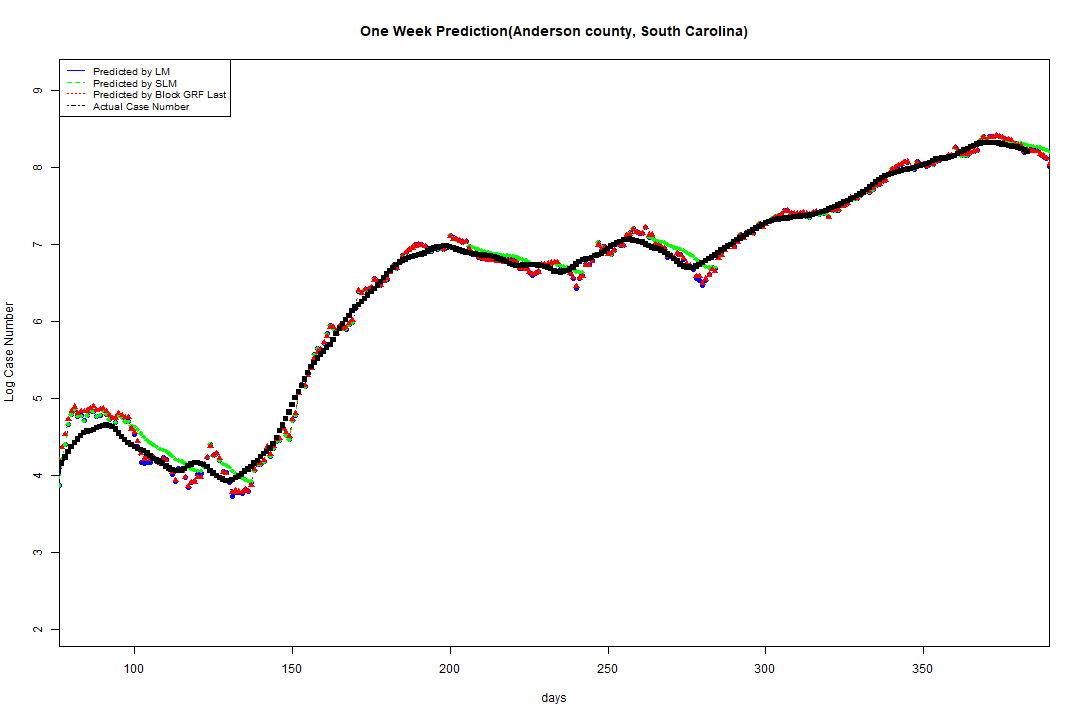 One Week Prediction(Anderson county, South Carolina)
Predicted by LM
Predicted by SLM
Predicted by Block GRF Last
Actual Case Number
Log Case Number
9
8
7
6
5
4
3
2
100 150 200 250 300 350
days